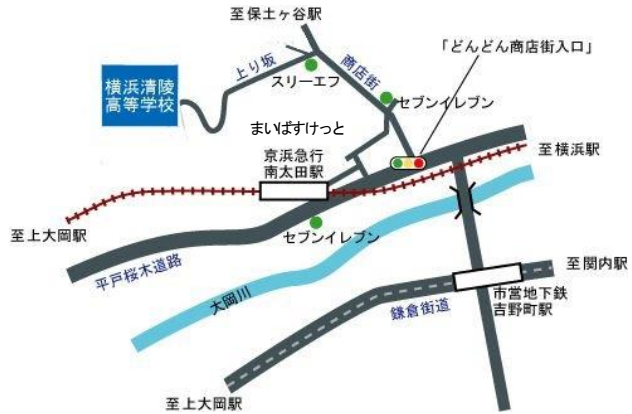 至保土ヶ谷駅
「どんどん商店街入口」
上り坂
商店街
横浜清陵
高等学校
スリーエフ
セブンイレブン
まいばすけっと
京浜急行
南太田駅
至横浜駅
至上大岡駅
セブンイレブン
平戸桜木道路
大岡川
至関内駅
市営地下鉄
吉野町駅
鎌倉街道
至上大岡駅